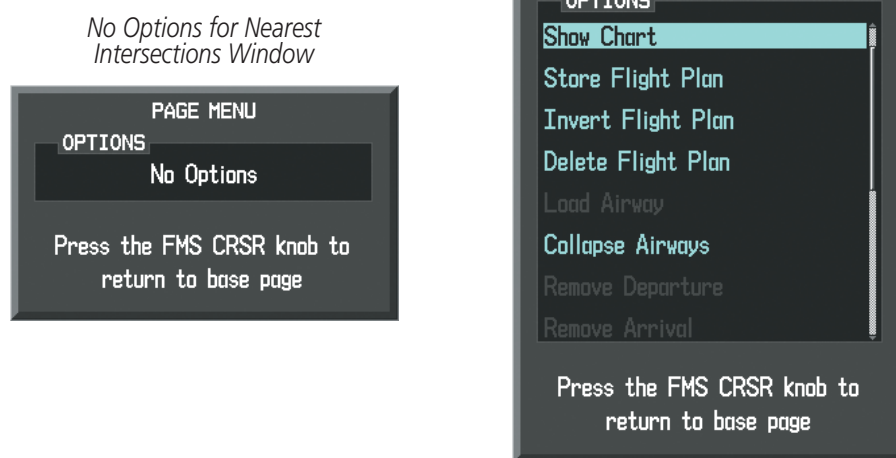 No Options for Nearest
Intersections Window
PAGE MENU
OPTIONS
No Options
Press the FMS CRSR knob to
return to base page
OPTIONS
Show Chart
Store Flight Plan
Invert Flight Plan
Delete Flight Plan
Load Airway
Collapse Airways
Remove Departure
Remove Arrival
Press the FMS CRSR knob to
return to base page